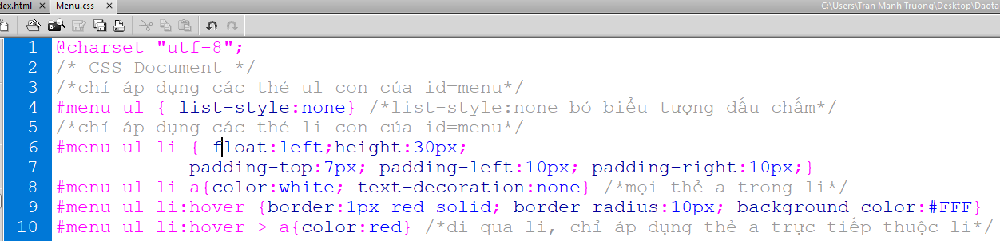 dex.html × Menu.css × C:\Users\Tran Manh Truong\Desktop\Daota
1 @charset "utf-8";
2 /* CSS Document */
3 /*chỉ áp dụng các thẻ ul con của id=menu*/
4 #menu ul { list-style:none} /*list-style:none bỏ biểu tượng dấu chấm*/
5 /*chỉ áp dụng các thẻ li con của id=menu*/
6 #menu ul li { float:left;height:30px;
7 padding-top:7px; padding-left:10px; padding-right:10px;}
8 #menu ul li a{color:white; text-decoration:none} /*mọi thẻ a trong li*/
9 #menu ul li:hover {border:1px red solid; border-radius:10px; background-color:#FFF}
10 #menu ul li:hover > a{color:red} /*di qua li, chỉ áp dụng thẻ a trực tiếp thuộc li*/